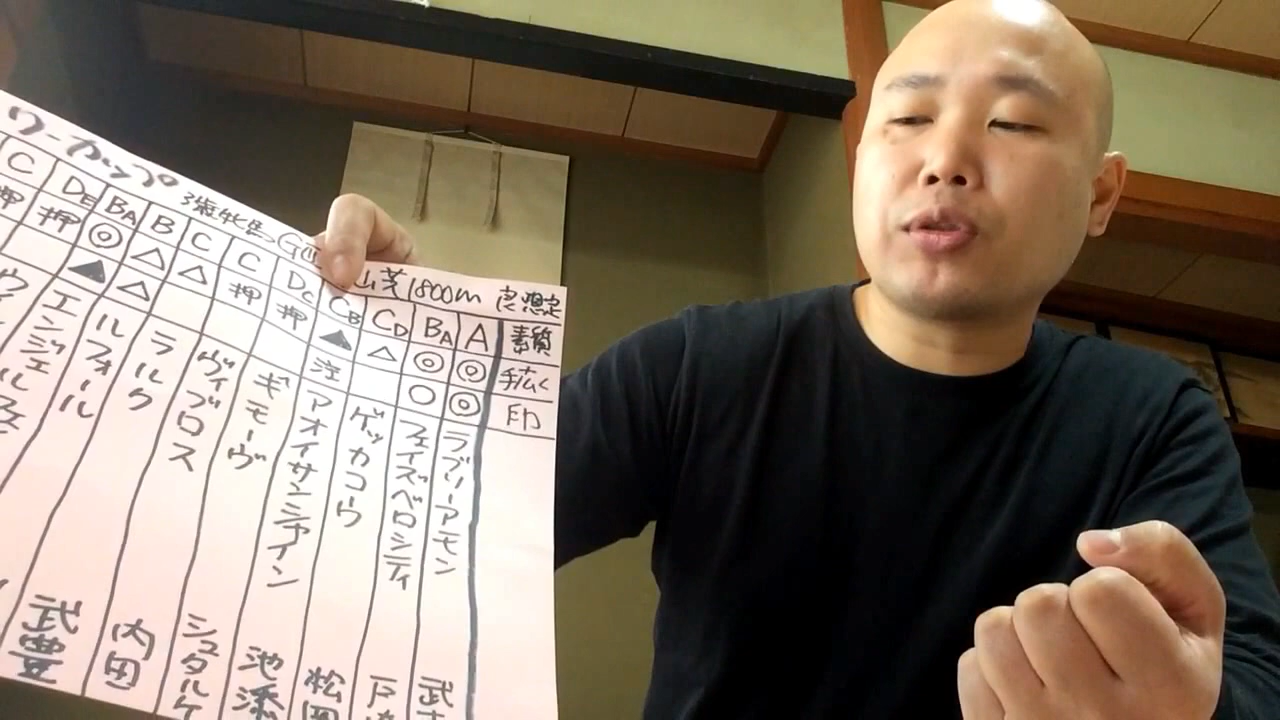 ワーカップ 3歳牝馬 GⅢ
山芝1800m 良想定
素質 A BA CD CB DC C C B BA DE C
手広く ◎ ◎ △ ▲ 押 押 △ △ ◎ 押 押
印 ◎ ○ 注 △ ▲
ラブリーアモン
フェイズベロシティ
ゲッカコウ
アオイサンシャイン
ギモーヴ
ヴィブロス
ラルク
ルフォール
エンジェル
武
戸
松岡
池添
シュタルケ
内田
武豊